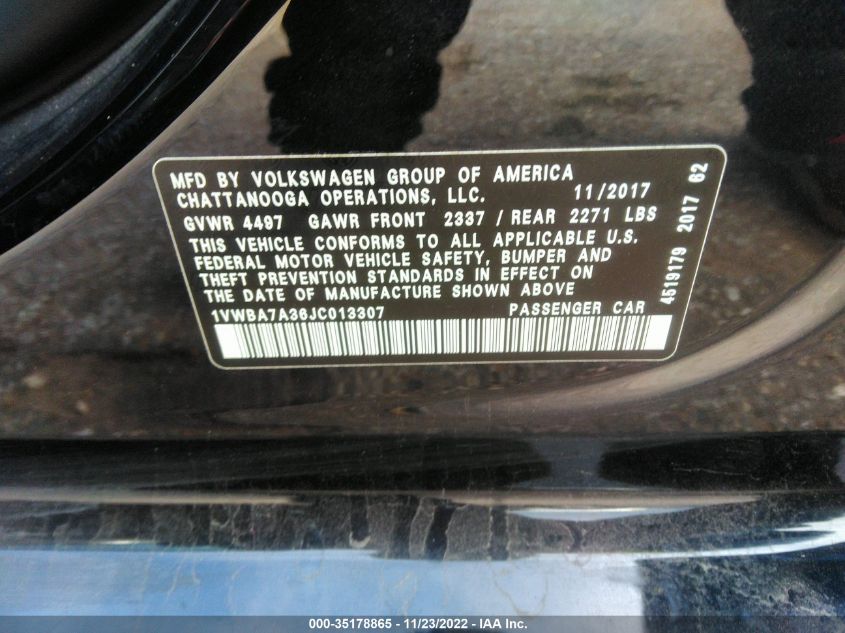 MFD BY VOLKSWAGEN GROUP OF AMERICA
CHATTANOOGA OPERATIONS, LLC. 11/2017
GVWR 4497 GAWR FRONT 2337 / REAR 2271 LBS
THIS VEHICLE CONFORMS TO ALL APPLICABLE U.S.
FEDERAL MOTOR VEHICLE SAFETY, BUMPER AND
THEFT PREVENTION STANDARDS IN EFFECT ON
THE DATE OF MANUFACTURE SHOWN ABOVE
1VWBA7A36JC013307 PASSENGER CAR
4519179 2017 62
000-35178865 - 11/23/2022 - IAA Inc.